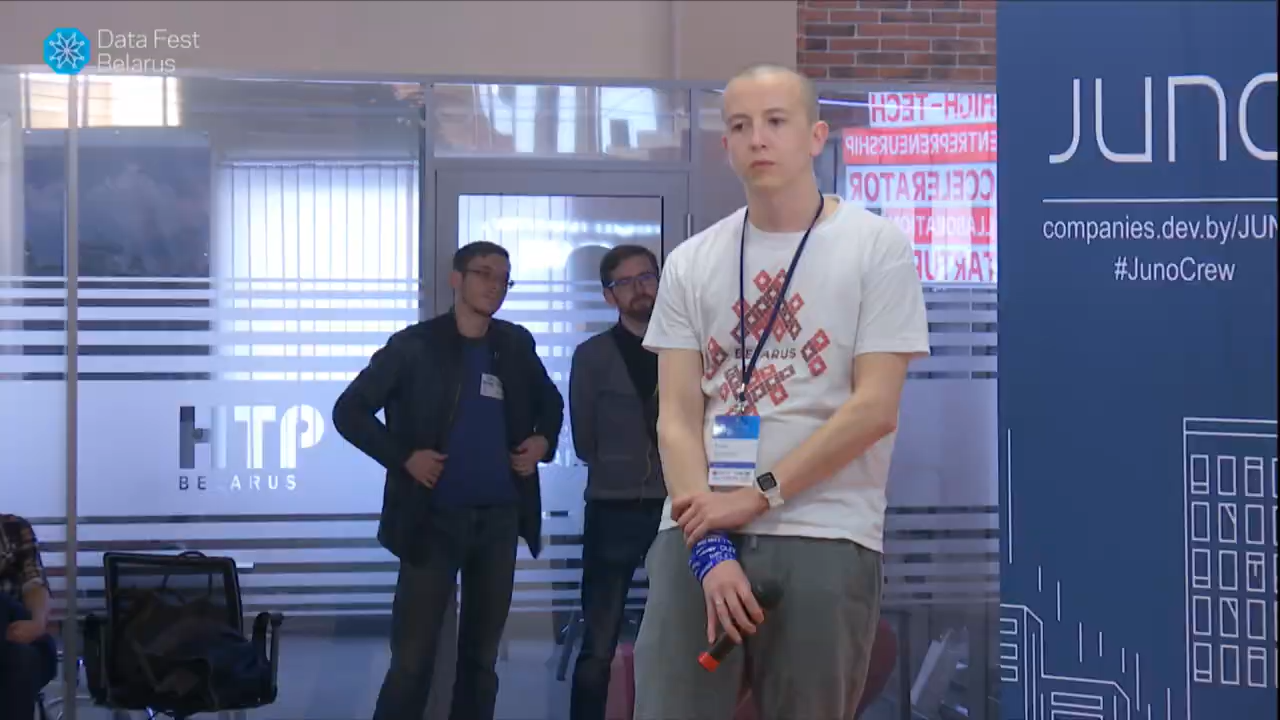 Data Fest
Belarus
JUNO
companies.dev.by/JUN
#JunoCrew
HIGH-TECH
ENTREPRENEURSHIP
CCELERATOR
HTP
BELARUS
BELARUS